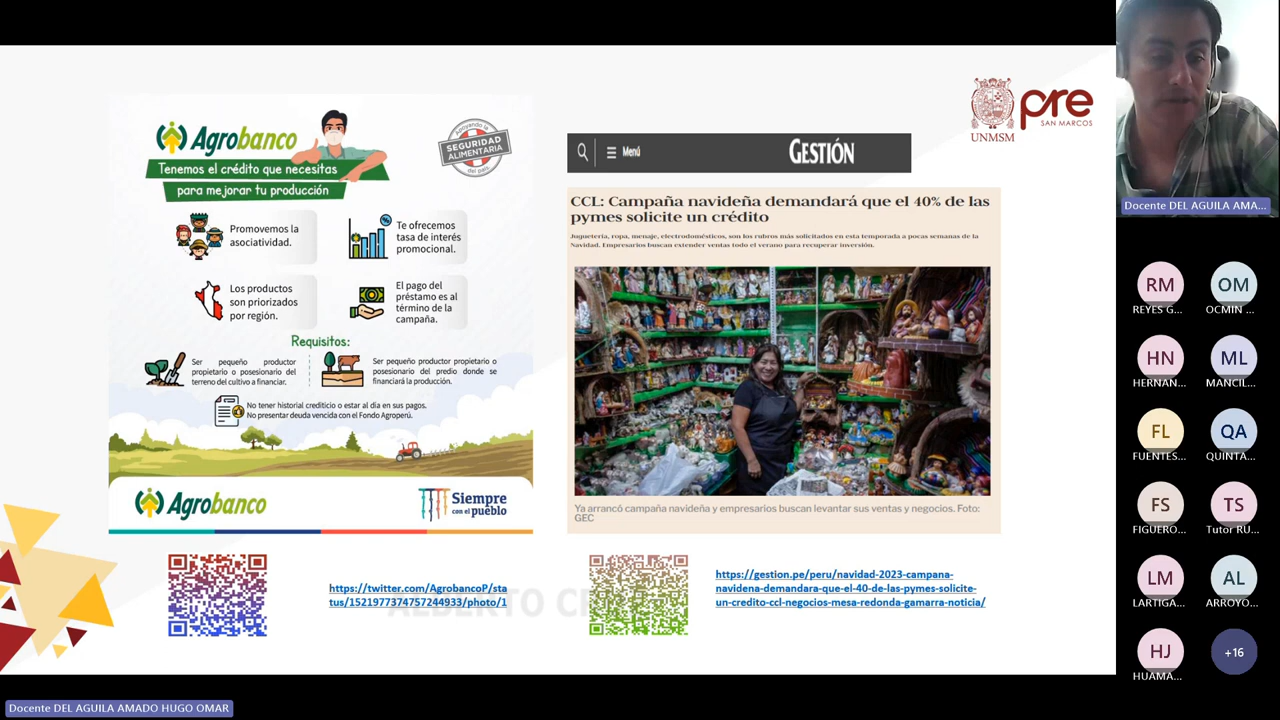 Agrobanco
Tenemos el crédito que necesitas
para mejorar tu producción
Apoyando la
SEGURIDAD
ALIMENTARIA
del país
Promovemos la
asociatividad.
Te ofrecemos
tasa de interés
promocional.
Los productos
son priorizados
por región.
El pago del
préstamo es al
término de la
campaña.
Requisitos:
Ser pequeño productor
propietario o posesionario del
terreno del cultivo a financiar.
Ser pequeño productor propietario o
posesionario del predio donde se
financiará la producción.
No tener historial crediticio o estar al día en sus pagos.
No presentar deuda vencida con el Fondo Agroperú.
Agrobanco
Siempre
con el pueblo
https://twitter.com/AgrobancoP/sta
tus/1521977374757244933/photo/1
UNMSM
pre
SAN MARCOS
Menú
GESTIÓN
CCL: Campaña navideña demandará que el 40% de las
pymes solicite un crédito
Juguetería, ropa, menaje, electrodomésticos, son los rubros más solicitados en esta temporada a pocas semanas de la
Navidad. Empresarios buscan extender ventas todo el verano para recuperar inversión.
Ya arrancó campaña navideña y empresarios buscan levantar sus ventas y negocios. Foto:
GEC
https://gestion.pe/peru/navidad-2023-campana-
navidena-demandara-que-el-40-de-las-pymes-solicite-
un-credito-ccl-negocios-mesa-redonda-gamarra-noticia/
ALBERTO
Docente DEL AGUILA AMA...
RM
REYES G...
OM
OCMIN ...
HN
HERNAN...
ML
MANCIL...
FL
FUENTES...
QA
QUINTA...
FS
FIGUERO...
TS
Tutor RU...
LM
LARTIGA...
AL
ARROYO...
HJ
HUAMA...
+16
Docente DEL AGUILA AMADO HUGO OMAR